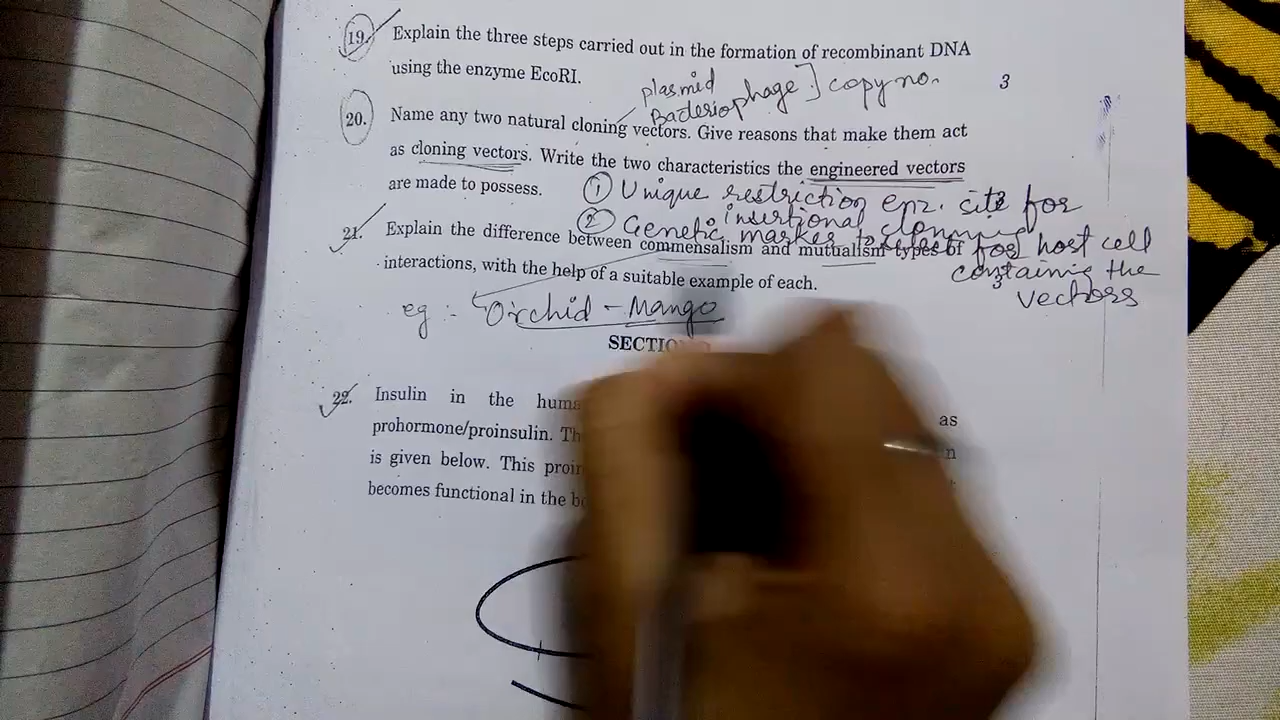 19. Explain the three steps carried out in the formation of recombinant DNA
using the enzyme EcoRI.
3
plasmid
Bacteriophage ] copy no.
20. Name any two natural cloning vectors. Give reasons that make them act
as cloning vectors. Write the two characteristics the engineered vectors
are made to possess.
① Unique restriction enz. site for
insertional cloning
② Genetic marker to for host cell
containing the
vectors
21. Explain the difference between commensalism and mutualism types of
interactions, with the help of a suitable example of each.
3
eg :- Orchid - Mango
SECTIO
22. Insulin in the huma
as
prohormone/proinsulin. Th
n
is given below. This proin
becomes functional in the bo